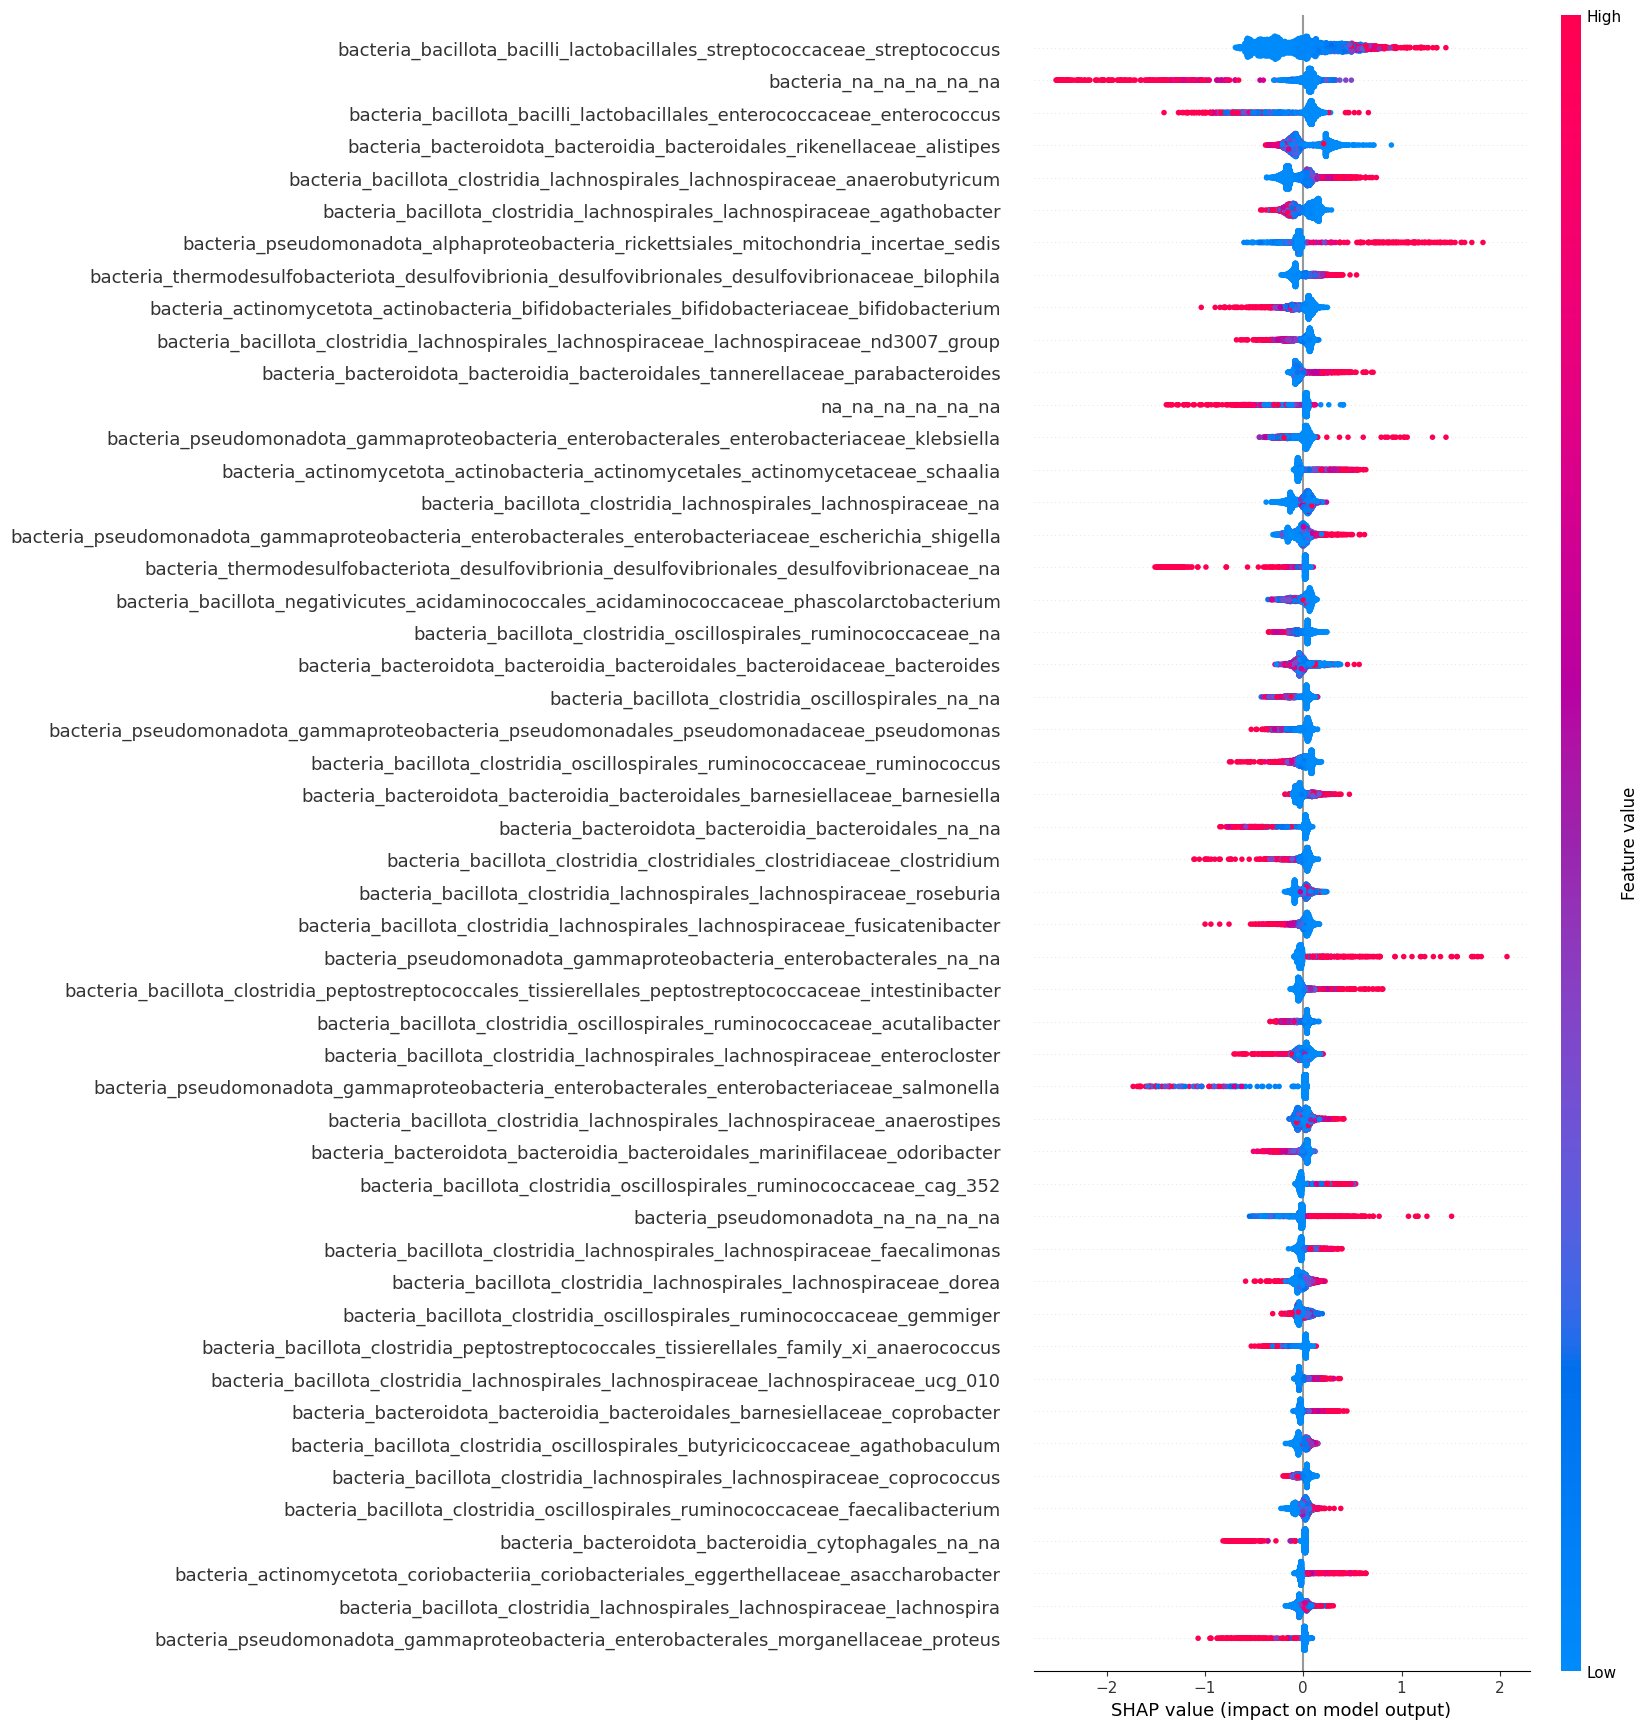 High
bacteria_bacillota_bacilli_lactobacillales_streptococcaceae_streptococcus
bacteria_na_na_na_na_na
bacteria_bacillota_bacilli_lactobacillales_enterococcaceae_enterococcus
bacteria_bacteroidota_bacteroidia_bacteroidales_rikenellaceae_alistipes
bacteria_bacillota_clostridia_lachnospirales_lachnospiraceae_anaerobutyricum
bacteria_bacillota_clostridia_lachnospirales_lachnospiraceae_agathobacter
bacteria_pseudomonadota_alphaproteobacteria_rickettsiales_mitochondria_incertae_sedis
bacteria_thermodesulfobacteriota_desulfovibrionia_desulfovibrionales_desulfovibrionaceae_bilophila
bacteria_actinomycetota_actinobacteria_bifidobacteriales_bifidobacteriaceae_bifidobacterium
bacteria_bacillota_clostridia_lachnospirales_lachnospiraceae_lachnospiraceae_nd3007_group
bacteria_bacteroidota_bacteroidia_bacteroidales_tannerellaceae_parabacteroides
na_na_na_na_na_na
bacteria_pseudomonadota_gammaproteobacteria_enterobacterales_enterobacteriaceae_klebsiella
bacteria_actinomycetota_actinobacteria_actinomycetales_actinomycetaceae_schaalia
bacteria_bacillota_clostridia_lachnospirales_lachnospiraceae_na
bacteria_pseudomonadota_gammaproteobacteria_enterobacterales_enterobacteriaceae_escherichia_shigella
bacteria_thermodesulfobacteriota_desulfovibrionia_desulfovibrionales_desulfovibrionaceae_na
bacteria_bacillota_negativicutes_acidaminococcales_acidaminococcaceae_phascolarctobacterium
bacteria_bacillota_clostridia_oscillospirales_ruminococcaceae_na
bacteria_bacteroidota_bacteroidia_bacteroidales_bacteroidaceae_bacteroides
bacteria_bacillota_clostridia_oscillospirales_na_na
bacteria_pseudomonadota_gammaproteobacteria_pseudomonadales_pseudomonadaceae_pseudomonas
bacteria_bacillota_clostridia_oscillospirales_ruminococcaceae_ruminococcus
bacteria_bacteroidota_bacteroidia_bacteroidales_barnesiellaceae_barnesiella
bacteria_bacteroidota_bacteroidia_bacteroidales_na_na
bacteria_bacillota_clostridia_clostridiales_clostridiaceae_clostridium
bacteria_bacillota_clostridia_lachnospirales_lachnospiraceae_roseburia
bacteria_bacillota_clostridia_lachnospirales_lachnospiraceae_fusicatenibacter
bacteria_pseudomonadota_gammaproteobacteria_enterobacterales_na_na
bacteria_bacillota_clostridia_peptostreptococcales_tissierellales_peptostreptococcaceae_intestinibacter
bacteria_bacillota_clostridia_oscillospirales_ruminococcaceae_acutalibacter
bacteria_bacillota_clostridia_lachnospirales_lachnospiraceae_enterocloster
bacteria_pseudomonadota_gammaproteobacteria_enterobacterales_enterobacteriaceae_salmonella
bacteria_bacillota_clostridia_lachnospirales_lachnospiraceae_anaerostipes
bacteria_bacteroidota_bacteroidia_bacteroidales_marinifilaceae_odoribacter
bacteria_bacillota_clostridia_oscillospirales_ruminococcaceae_cag_352
bacteria_pseudomonadota_na_na_na_na
bacteria_bacillota_clostridia_lachnospirales_lachnospiraceae_faecalimonas
bacteria_bacillota_clostridia_lachnospirales_lachnospiraceae_dorea
bacteria_bacillota_clostridia_oscillospirales_ruminococcaceae_gemmiger
bacteria_bacillota_clostridia_peptostreptococcales_tissierellales_family_xi_anaerococcus
bacteria_bacillota_clostridia_lachnospirales_lachnospiraceae_lachnospiraceae_ucg_010
bacteria_bacteroidota_bacteroidia_bacteroidales_barnesiellaceae_coprobacter
bacteria_bacillota_clostridia_oscillospirales_butyricicoccaceae_agathobaculum
bacteria_bacillota_clostridia_lachnospirales_lachnospiraceae_coprococcus
bacteria_bacillota_clostridia_oscillospirales_ruminococcaceae_faecalibacterium
bacteria_bacteroidota_bacteroidia_cytophagales_na_na
bacteria_actinomycetota_coriobacteriia_coriobacteriales_eggerthellaceae_asaccharobacter
bacteria_bacillota_clostridia_lachnospirales_lachnospiraceae_lachnospira
bacteria_pseudomonadota_gammaproteobacteria_enterobacterales_morganellaceae_proteus
Feature value
Low
−2 −1 0 1 2
SHAP value (impact on model output)